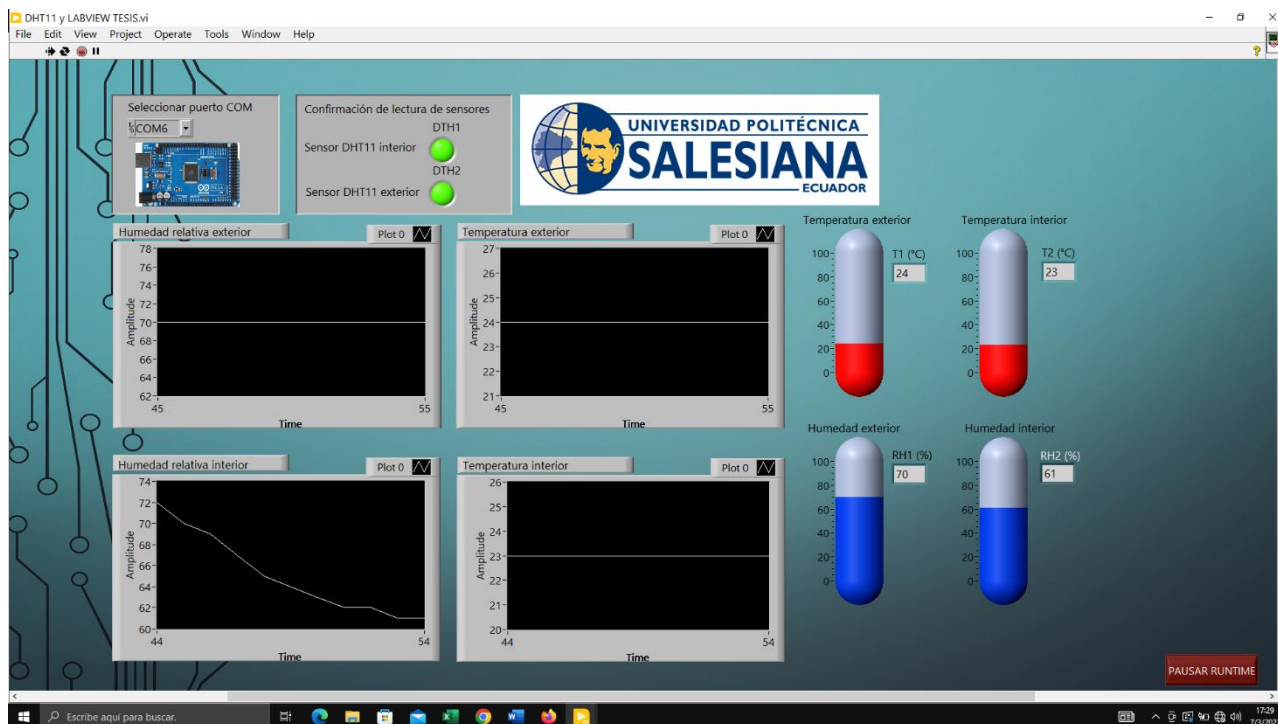 DHT11 y LABVIEW TESIS.vi
File Edit View Project Operate Tools Window Help
Seleccionar puerto COM
COM6
Confirmación de lectura de sensores
DTH1
Sensor DHT11 interior
DTH2
Sensor DHT11 exterior
UNIVERSIDAD POLITÉCNICA
SALESIANA
ECUADOR
Humedad relativa exterior
Plot 0
78
76
74
72
70
68
66
64
62
Amplitude
45
55
Time
Temperatura exterior
Plot 0
27
26
25
24
23
22
21
Amplitude
45
55
Time
Temperatura exterior
100
80
60
40
20
0
T1 (°C)
24
Temperatura interior
100
80
60
40
20
0
T2 (°C)
23
Humedad relativa interior
Plot 0
74
72
70
68
66
64
62
60
Amplitude
44
54
Time
Temperatura interior
Plot 0
26
25
24
23
22
21
20
Amplitude
44
54
Time
Humedad exterior
100
80
60
40
20
0
RH1 (%)
70
Humedad interior
100
80
60
40
20
0
RH2 (%)
61
PAUSAR RUNTIME
Escribe aquí para buscar.
17:29
7/3/202